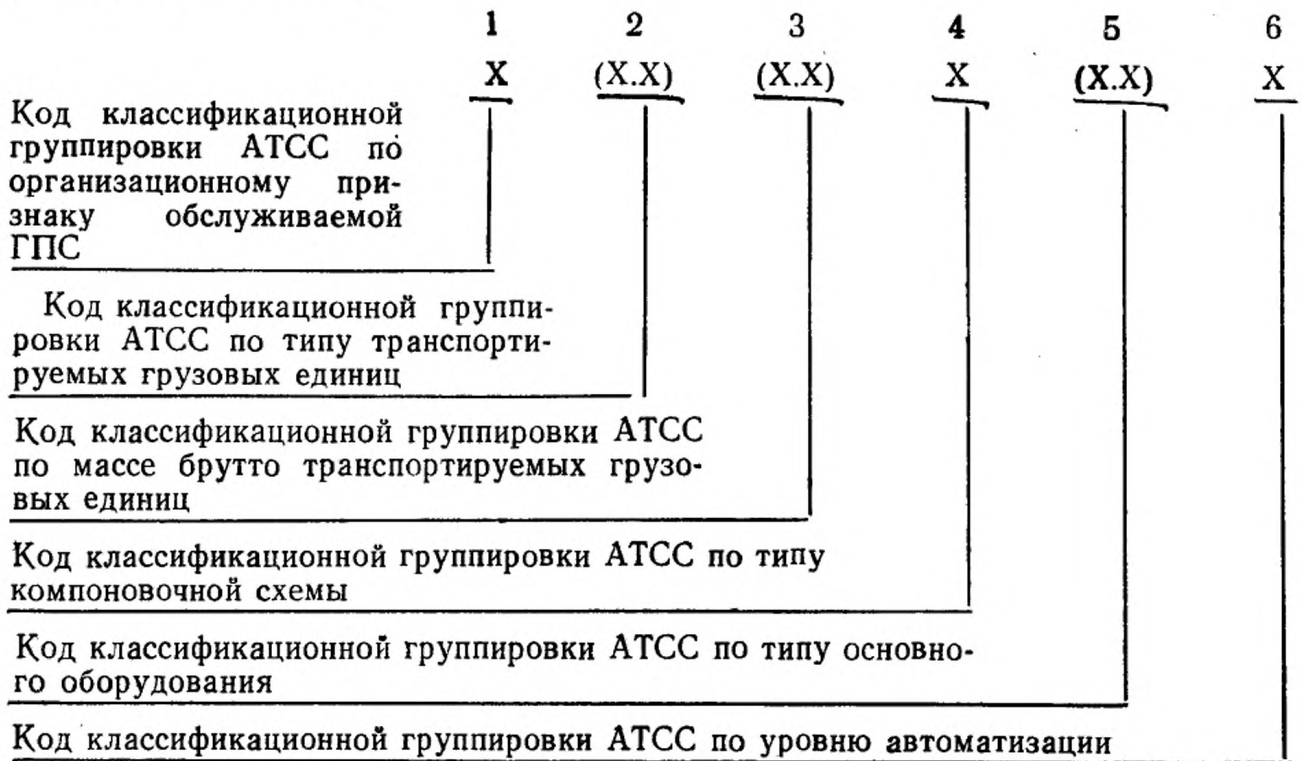 1 2 3 4 5 6
X (X.X) (X.X) X (X.X) X
Код классификационной
группировки АТСС по
организационному при-
знаку обслуживаемой
ГПС
Код классификационной группи-
ровки АТСС по типу транспорти-
руемых грузовых единиц
Код классификационной группировки АТСС
по массе брутто транспортируемых грузо-
вых единиц
Код классификационной группировки АТСС по типу
компоновочной схемы
Код классификационной группировки АТСС по типу основно-
го оборудования
Код классификационной группировки АТСС по уровню автоматизации